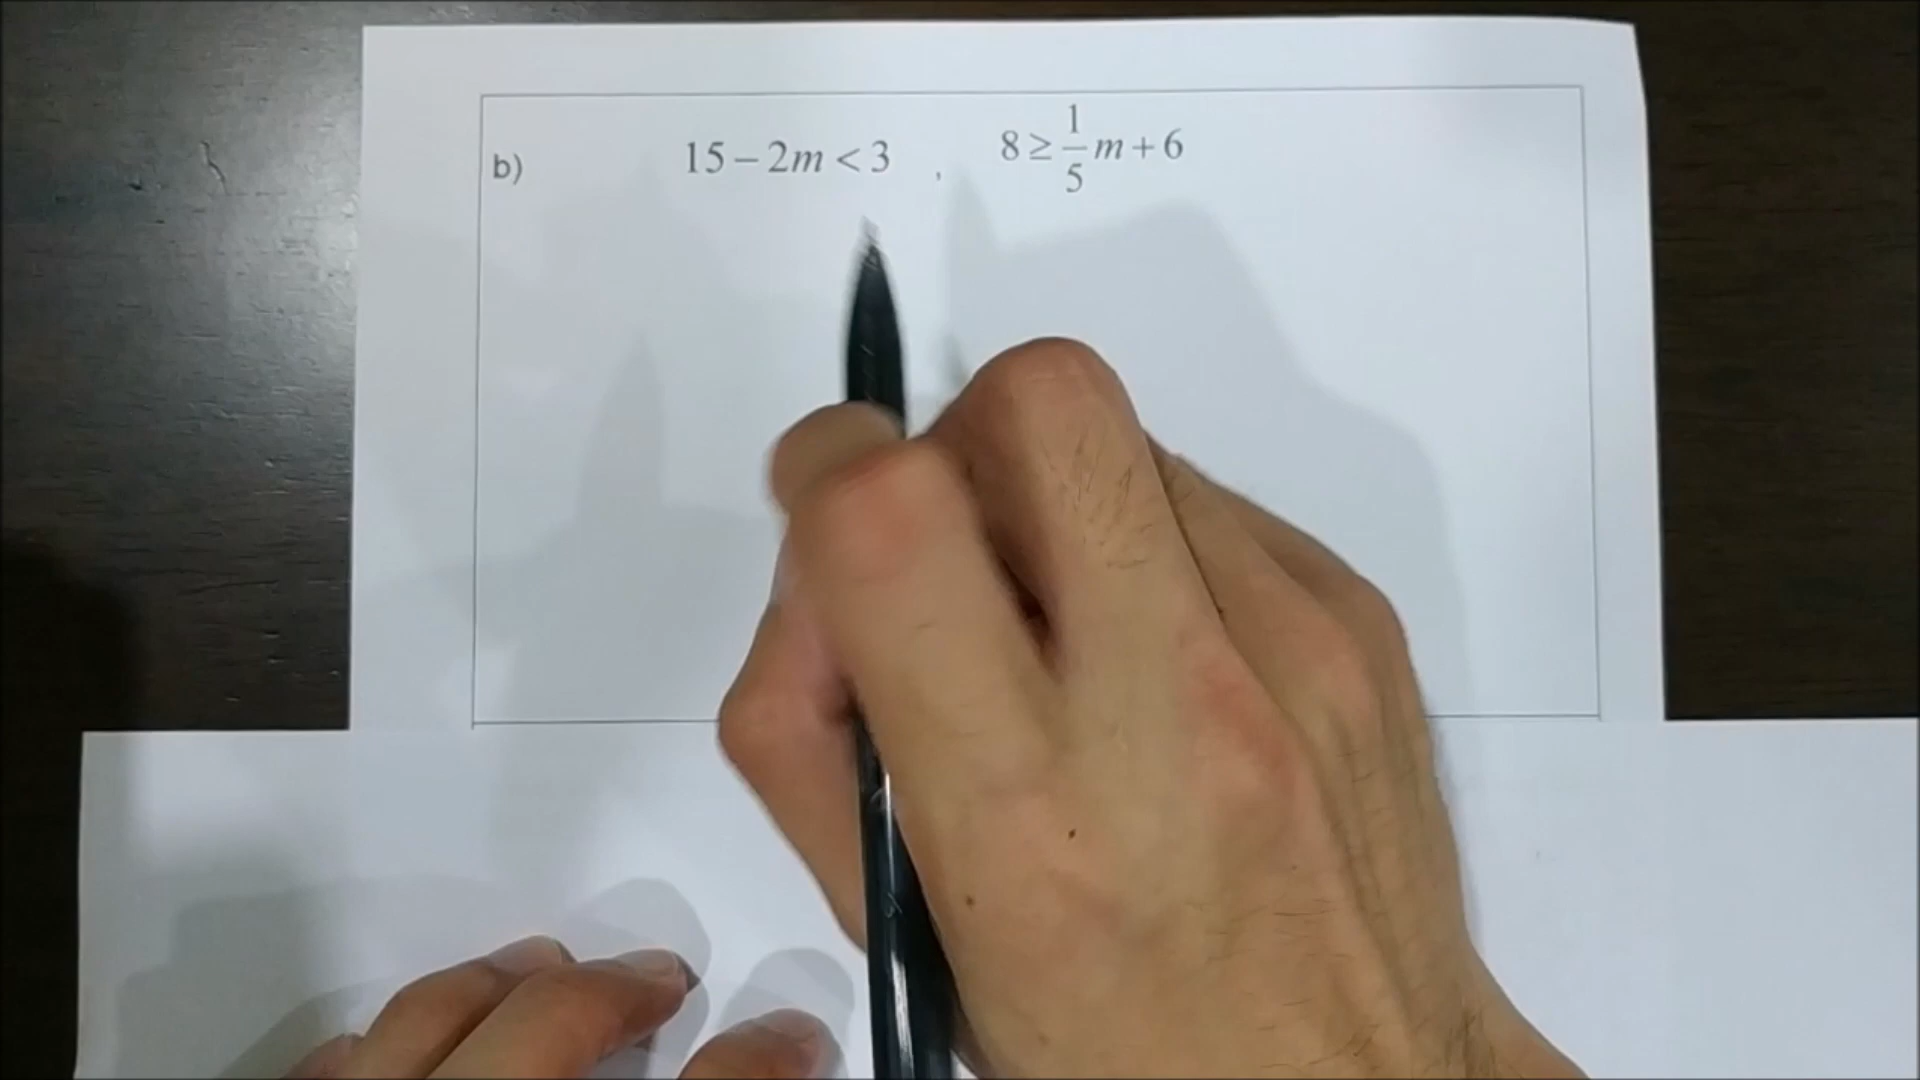 b) 15 – 2m < 3 , 8 ≥ 1/5 m + 6